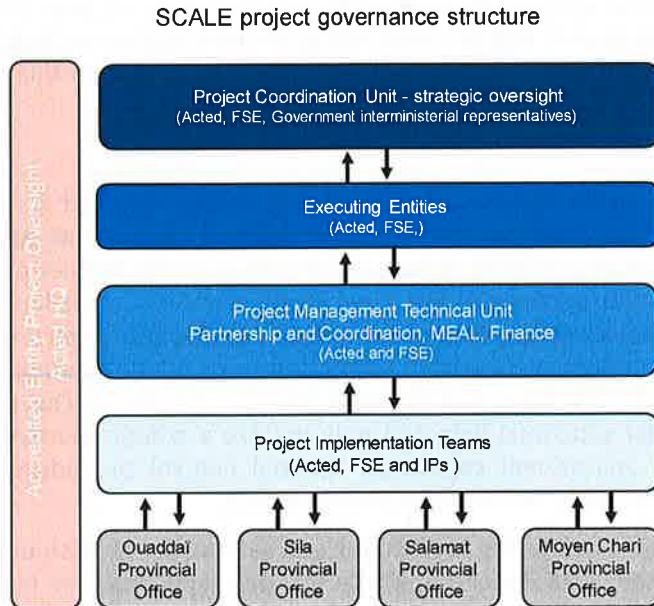 SCALE project governance structure
Accredited Entity Project Oversight
Acted HQ
Project Coordination Unit - strategic oversight
(Acted, FSE, Government interministerial representatives)
Executing Entities
(Acted, FSE,)
Project Management Technical Unit
Partnership and Coordination, MEAL, Finance
(Acted and FSE)
Project Implementation Teams
(Acted, FSE and IPs )
Ouaddaï
Provincial
Office
Sila
Provincial
Office
Salamat
Provincial
Office
Moyen Chari
Provincial
Office